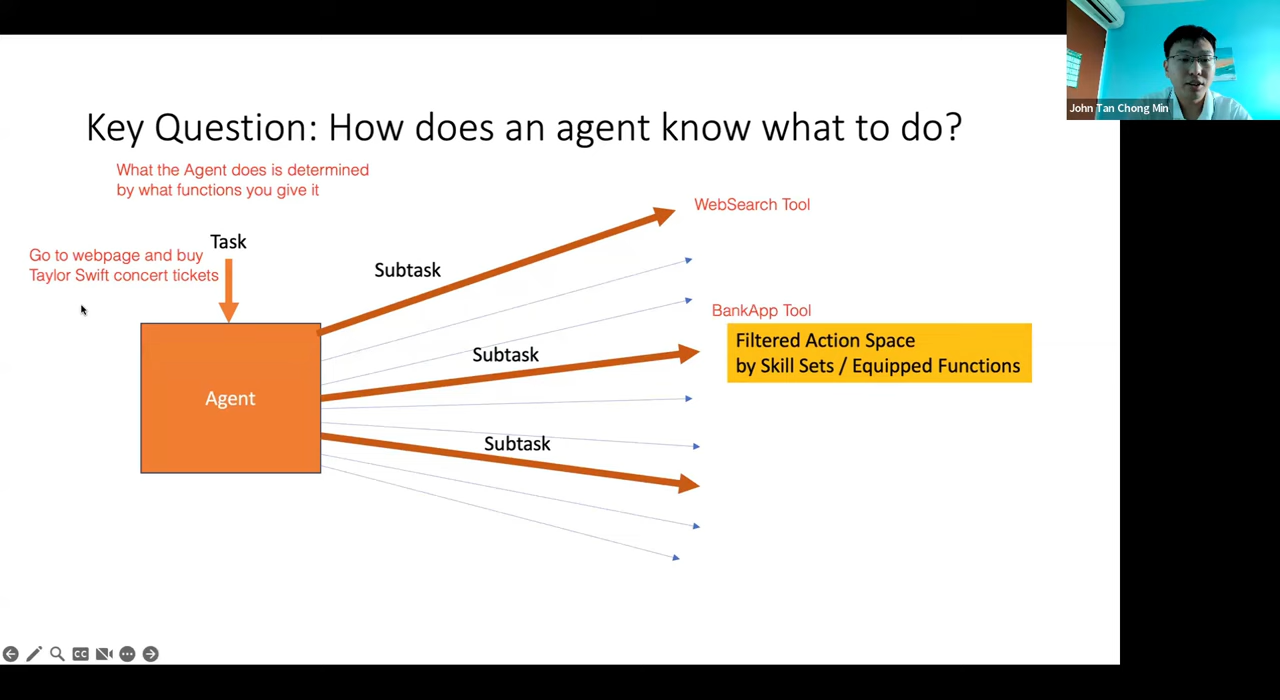 John Tan Chong Min
Key Question: How does an agent know what to do?
What the Agent does is determined
by what functions you give it
WebSearch Tool
Task
Go to webpage and buy
Taylor Swift concert tickets
Subtask
BankApp Tool
Filtered Action Space
by Skill Sets / Equipped Functions
Subtask
Agent
Subtask
CC